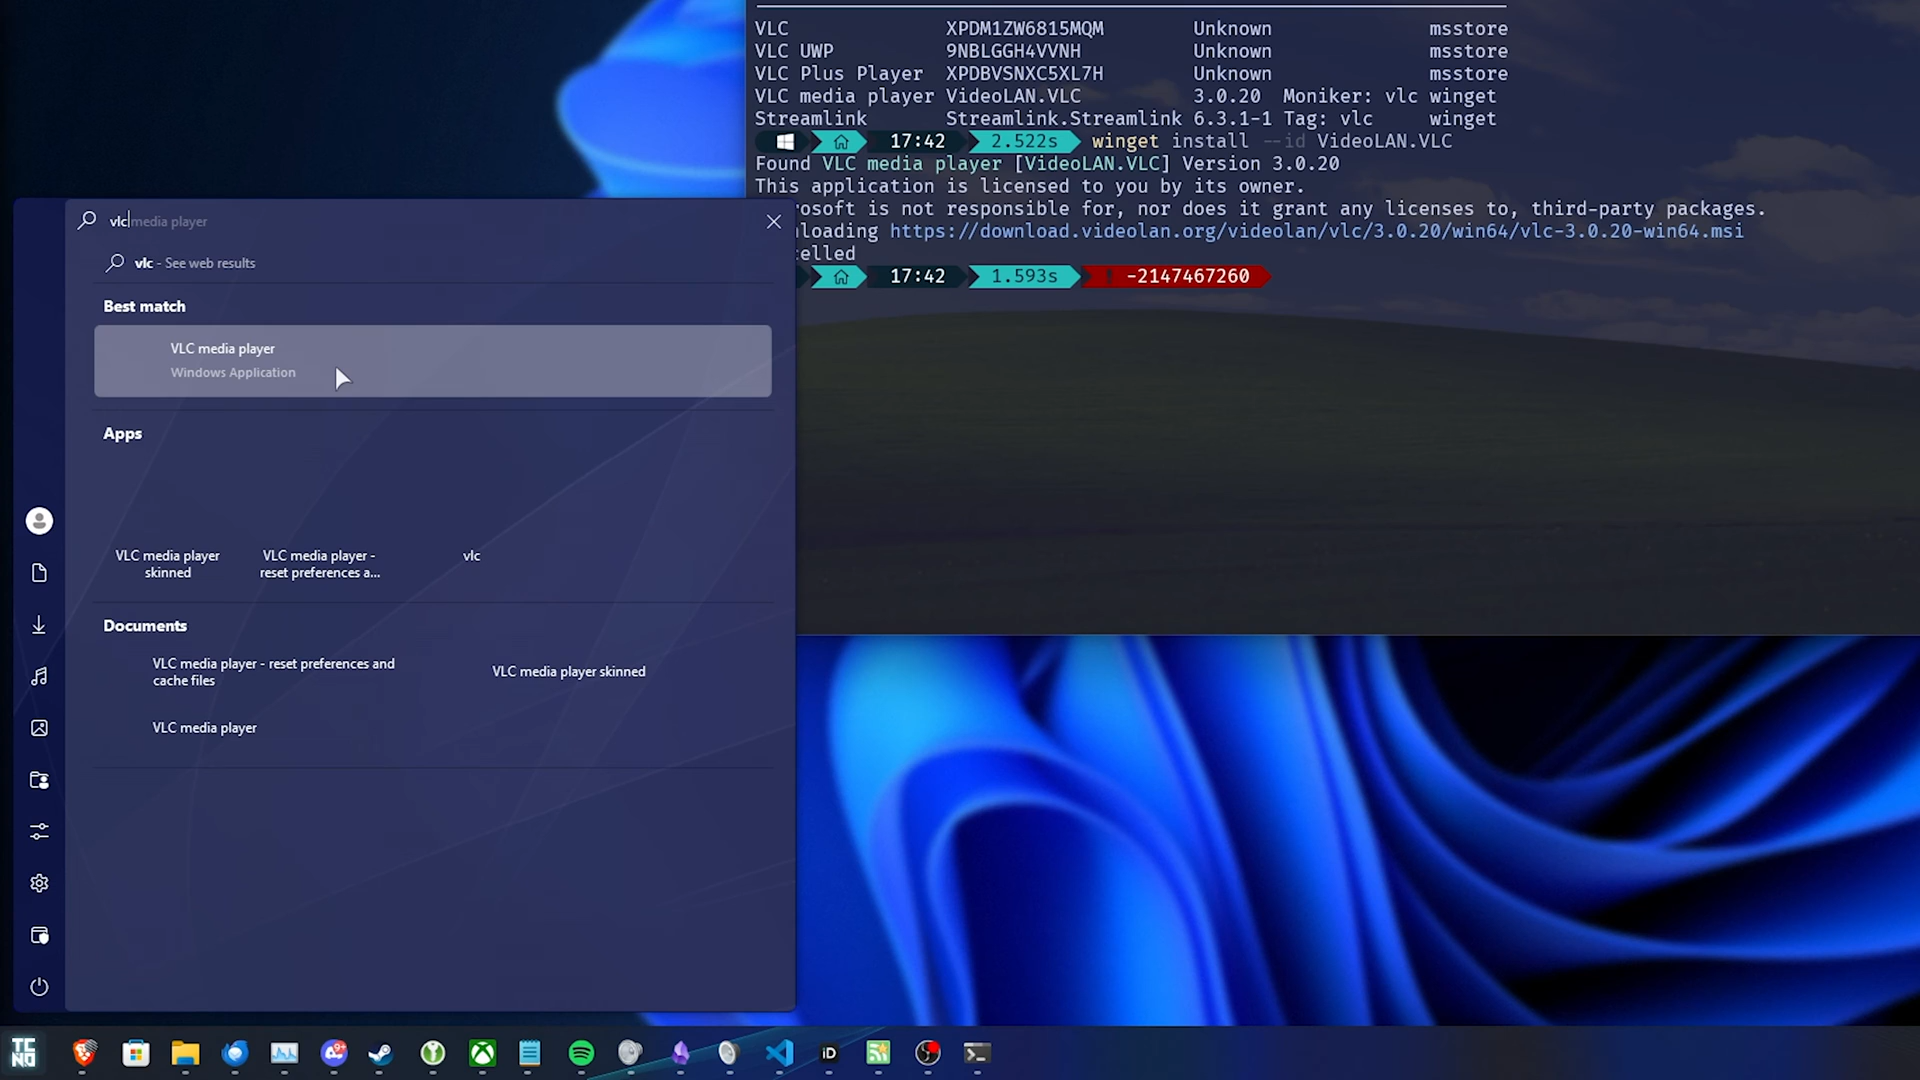 VLC XPDM1ZW6815MQM Unknown msstore
VLC UWP 9NBLGGH4VVNH Unknown msstore
VLC Plus Player XPDBVSNXC5XL7H Unknown msstore
VLC media player VideoLAN.VLC 3.0.20 Moniker: vlc winget
Streamlink Streamlink.Streamlink 6.3.1-1 Tag: vlc winget
17:42 2.522s winget install --id VideoLAN.VLC
Found VLC media player [VideoLAN.VLC] Version 3.0.20
This application is licensed to you by its owner.
rosoft is not responsible for, nor does it grant any licenses to, third-party packages.
loading https://download.videolan.org/videolan/vlc/3.0.20/win64/vlc-3.0.20-win64.msi
celled
17:42 1.593s -2147467260
vlc media player
vlc - See web results
Best match
VLC media player
Windows Application
Apps
VLC media player skinned
VLC media player - reset preferences a...
vlc
Documents
VLC media player - reset preferences and cache files
VLC media player skinned
VLC media player
TC
NO
9+
iD